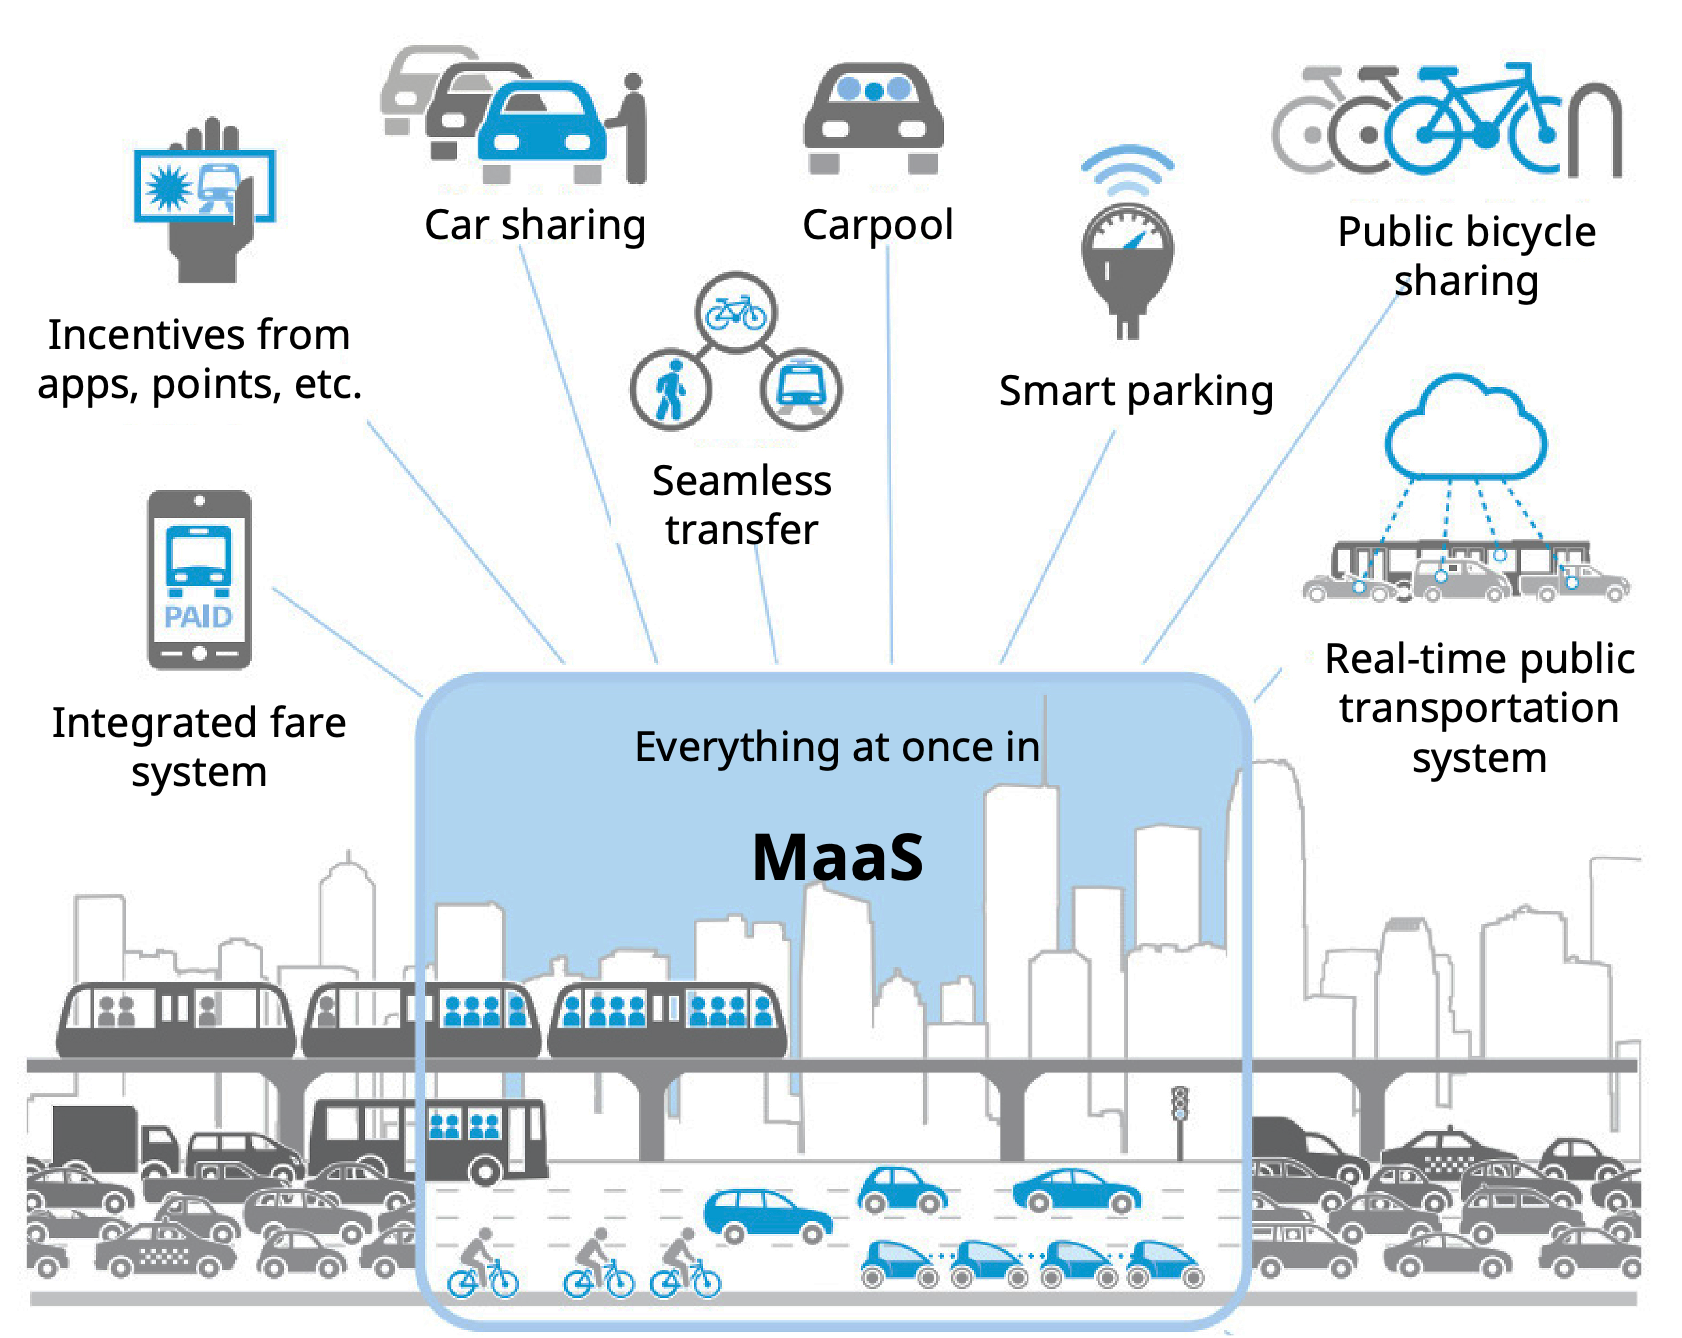 Car sharing
Carpool
Public bicycle
sharing
Incentives from
apps, points, etc.
Smart parking
Seamless
transfer
PAID
Integrated fare
system
Real-time public
transportation
system
Everything at once in
MaaS